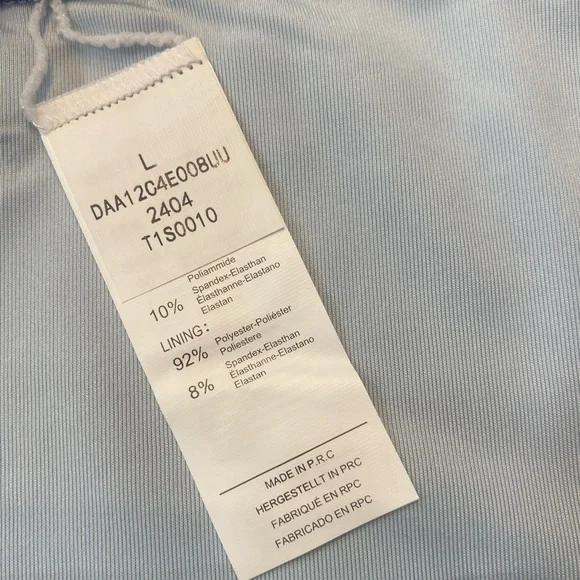 L
DAA12C4E008LIU
2404
T1S0010
Poliammide
10% Spandex-Elasthan
Élasthanne-Elastano
Elastan
LINING:
92% Polyester-Poliéster
Poliestere
8% Spandex-Elasthan
Élasthanne-Elastano
Elastan
MADE IN P.R.C
HERGESTELLT IN PRC
FABRIQUÉ EN RPC
FABRICADO EN RPC